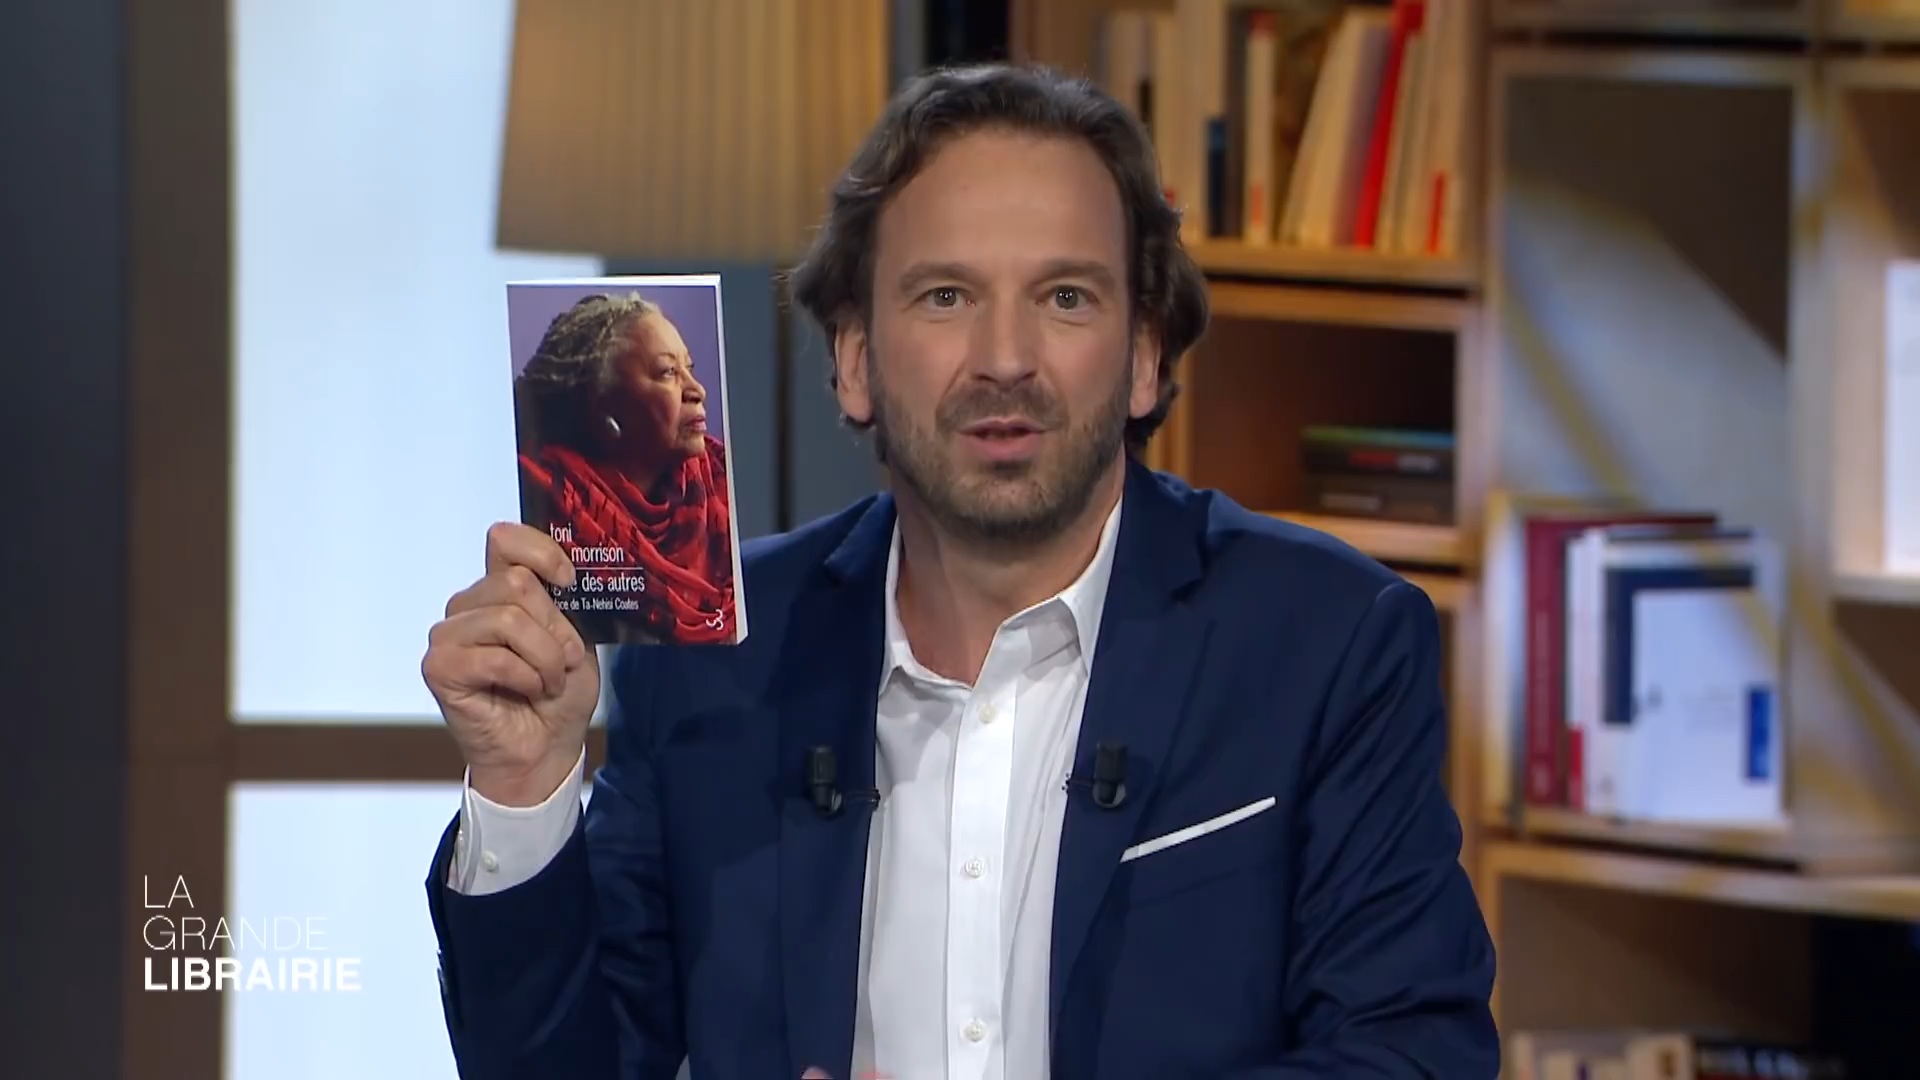 toni
morrison
des autres
de Ta-Nehisi Coates
LA
GRANDE
LIBRAIRIE